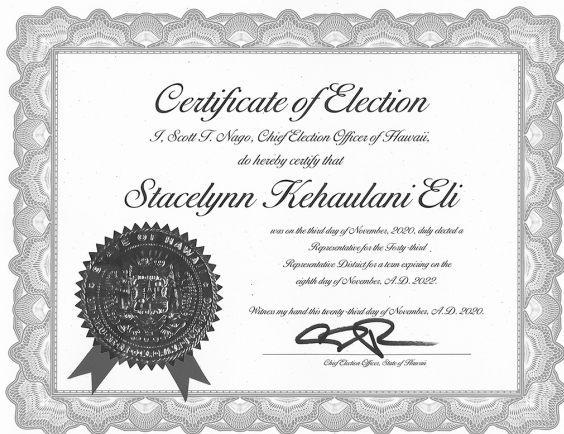 Certificate of Election
I, Scott T. Nago, Chief Election Officer of Hawaii,
do hereby certify that
Stacelynn Kehaulani Eli
was on the third day of November, 2020, duly elected a
Representative for the Forty-third
Representative District for a term expiring on the
eighth day of November, A.D. 2022.
Witness my hand this twenty-third day of November, A.D. 2020.
Chief Election Officer, State of Hawaii